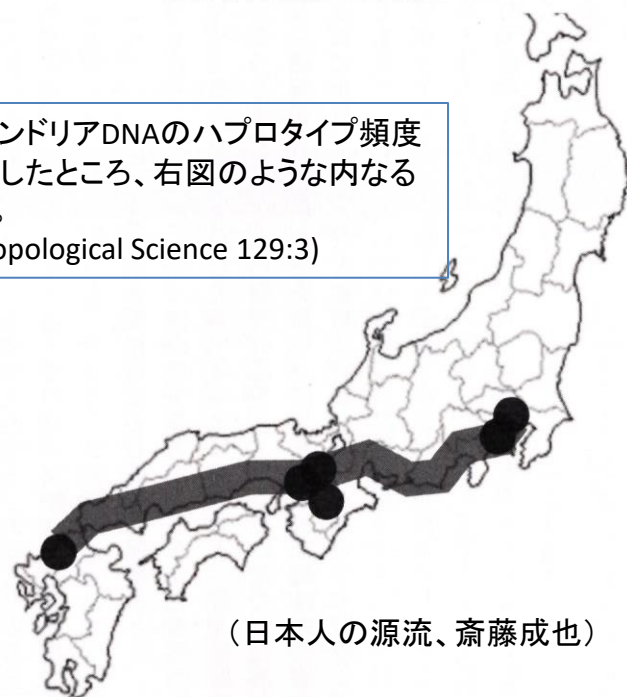 ンドリアDNAのハプロタイプ頻度
したところ、右図のような内なる
。
opological Science 129:3)
(日本人の源流、斎藤成也)